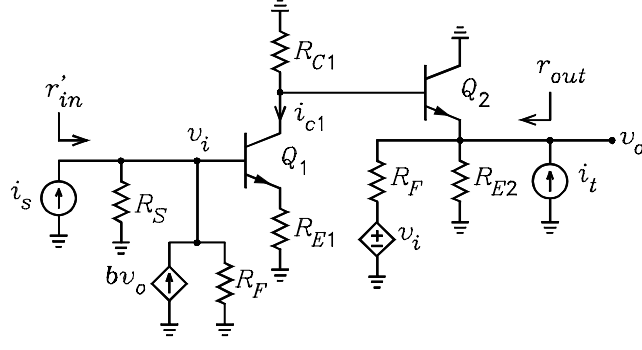 R_{C1}
r'_{in}
r_{out}
Q_2
i_{c1}
v_i
v_o
Q_1
i_s
R_S
R_F
R_{E2}
i_t
R_{E1}
v_i
bv_o
R_F